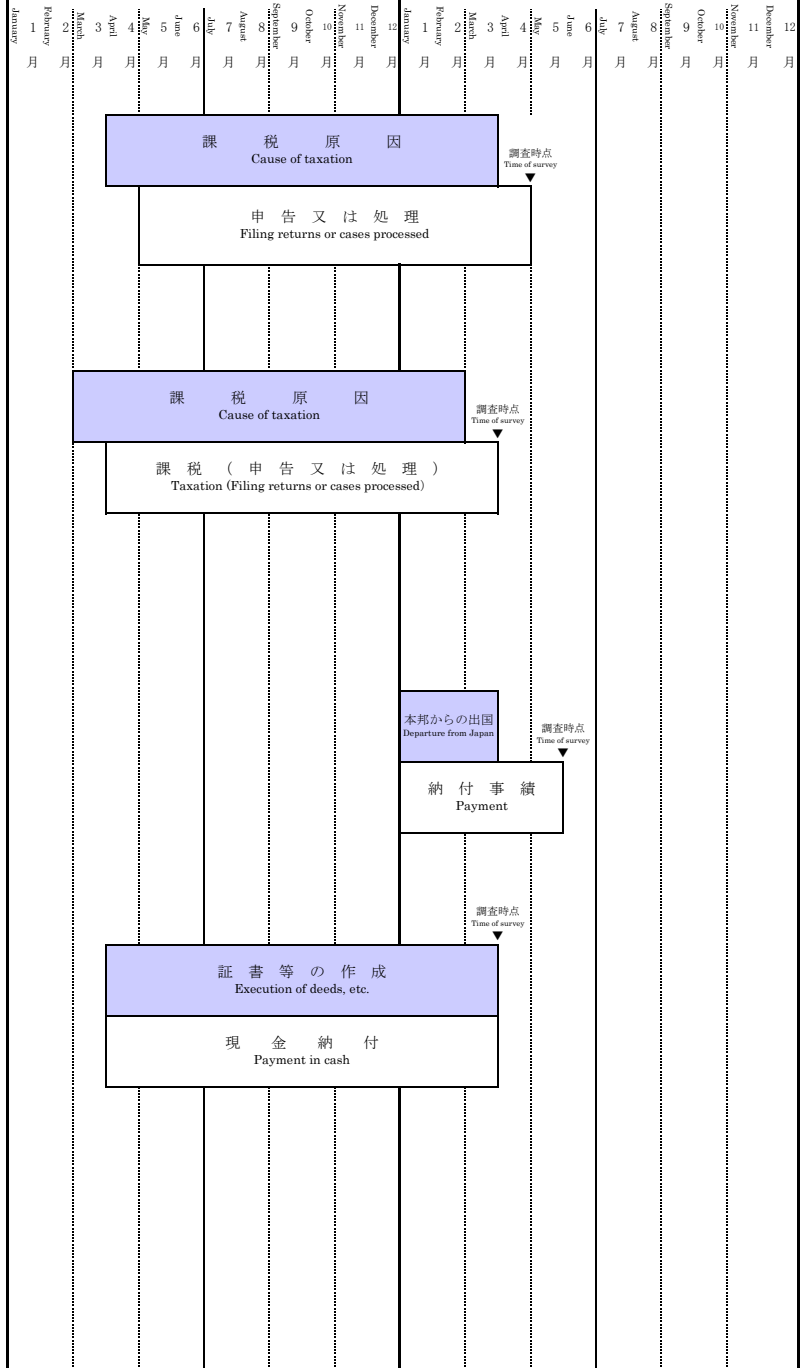 January 1 February 2 March 3 April 4 May 5 June 6 July 7 August 8 September 9 October 10 November 11 December 12 January 1 February 2 March 3 April 4 May 5 June 6 July 7 August 8 September 9 October 10 November 11 December 12
月 月 月 月 月 月 月 月 月 月 月 月 月 月 月 月 月 月 月 月 月 月 月 月
課税原因
Cause of taxation
調査時点
Time of survey
▼
申告又は処理
Filing returns or cases processed
課税原因
Cause of taxation
調査時点
Time of survey
▼
課税（申告又は処理）
Taxation (Filing returns or cases processed)
本邦からの出国
Departure from Japan
調査時点
Time of survey
▼
納付事績
Payment
調査時点
Time of survey
▼
証書等の作成
Execution of deeds, etc.
現金納付
Payment in cash